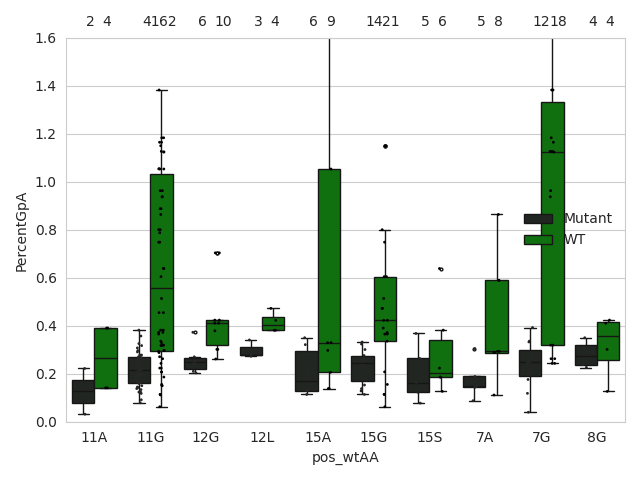 2 4 4162 6 10 3 4 6 9 1421 5 6 5 8 1218 4 4
1.6
1.4
1.2
1.0
0.8
0.6
0.4
0.2
0.0
PercentGpA
Mutant
WT
11A 11G 12G 12L 15A 15G 15S 7A 7G 8G
pos_wtAA